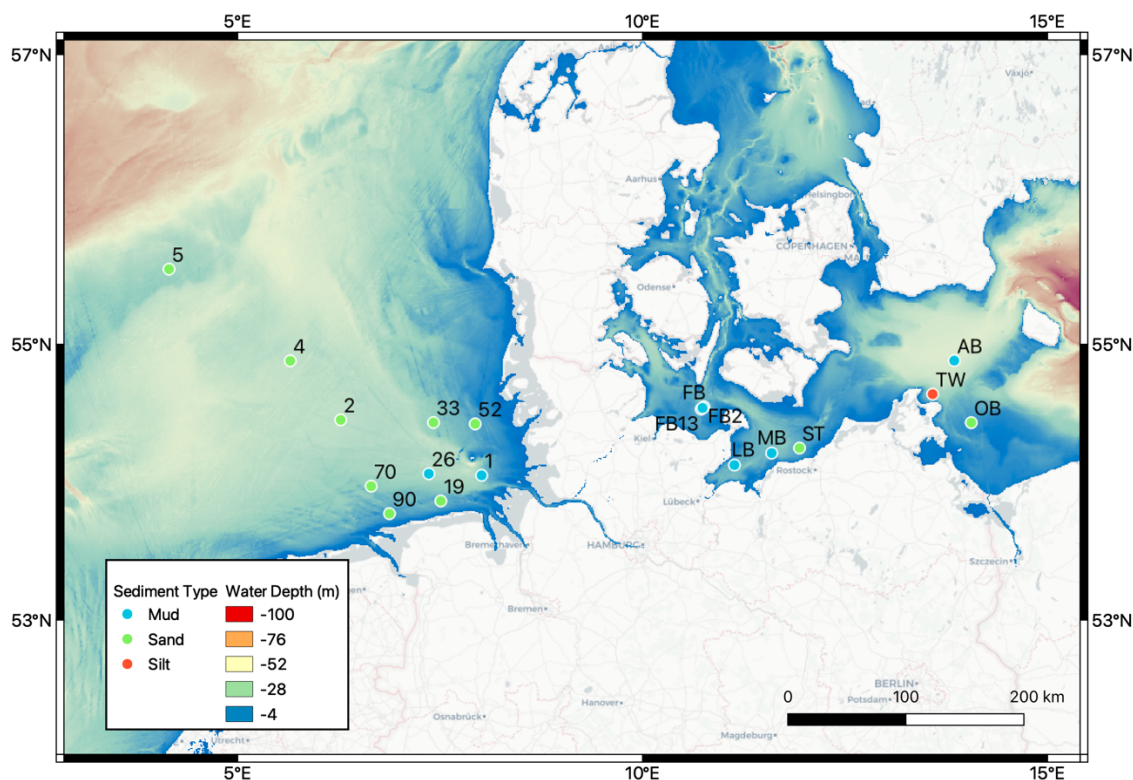 5°E 10°E 15°E
57°N 57°N
Aalborg
Växjö
Aarhus
Helsingborg
COPENHAGEN
MA
5
Odense
55°N 55°N
4
AB
TW
2
33
52
FB
FB2
FB13
OB
Kiel
LB
MB
ST
Rostock
26
1
70
19
90
Lübeck
Bremerhaven
HAMBURG
Szczecin
Bremen
53°N 53°N
Sediment Type
Mud
Sand
Silt
Water Depth (m)
-100
-76
-52
-28
-4
BERLIN
Potsdam
Hannover
Osnabrück
Magdeburg
Utrecht
0 100 200 km
5°E 10°E 15°E